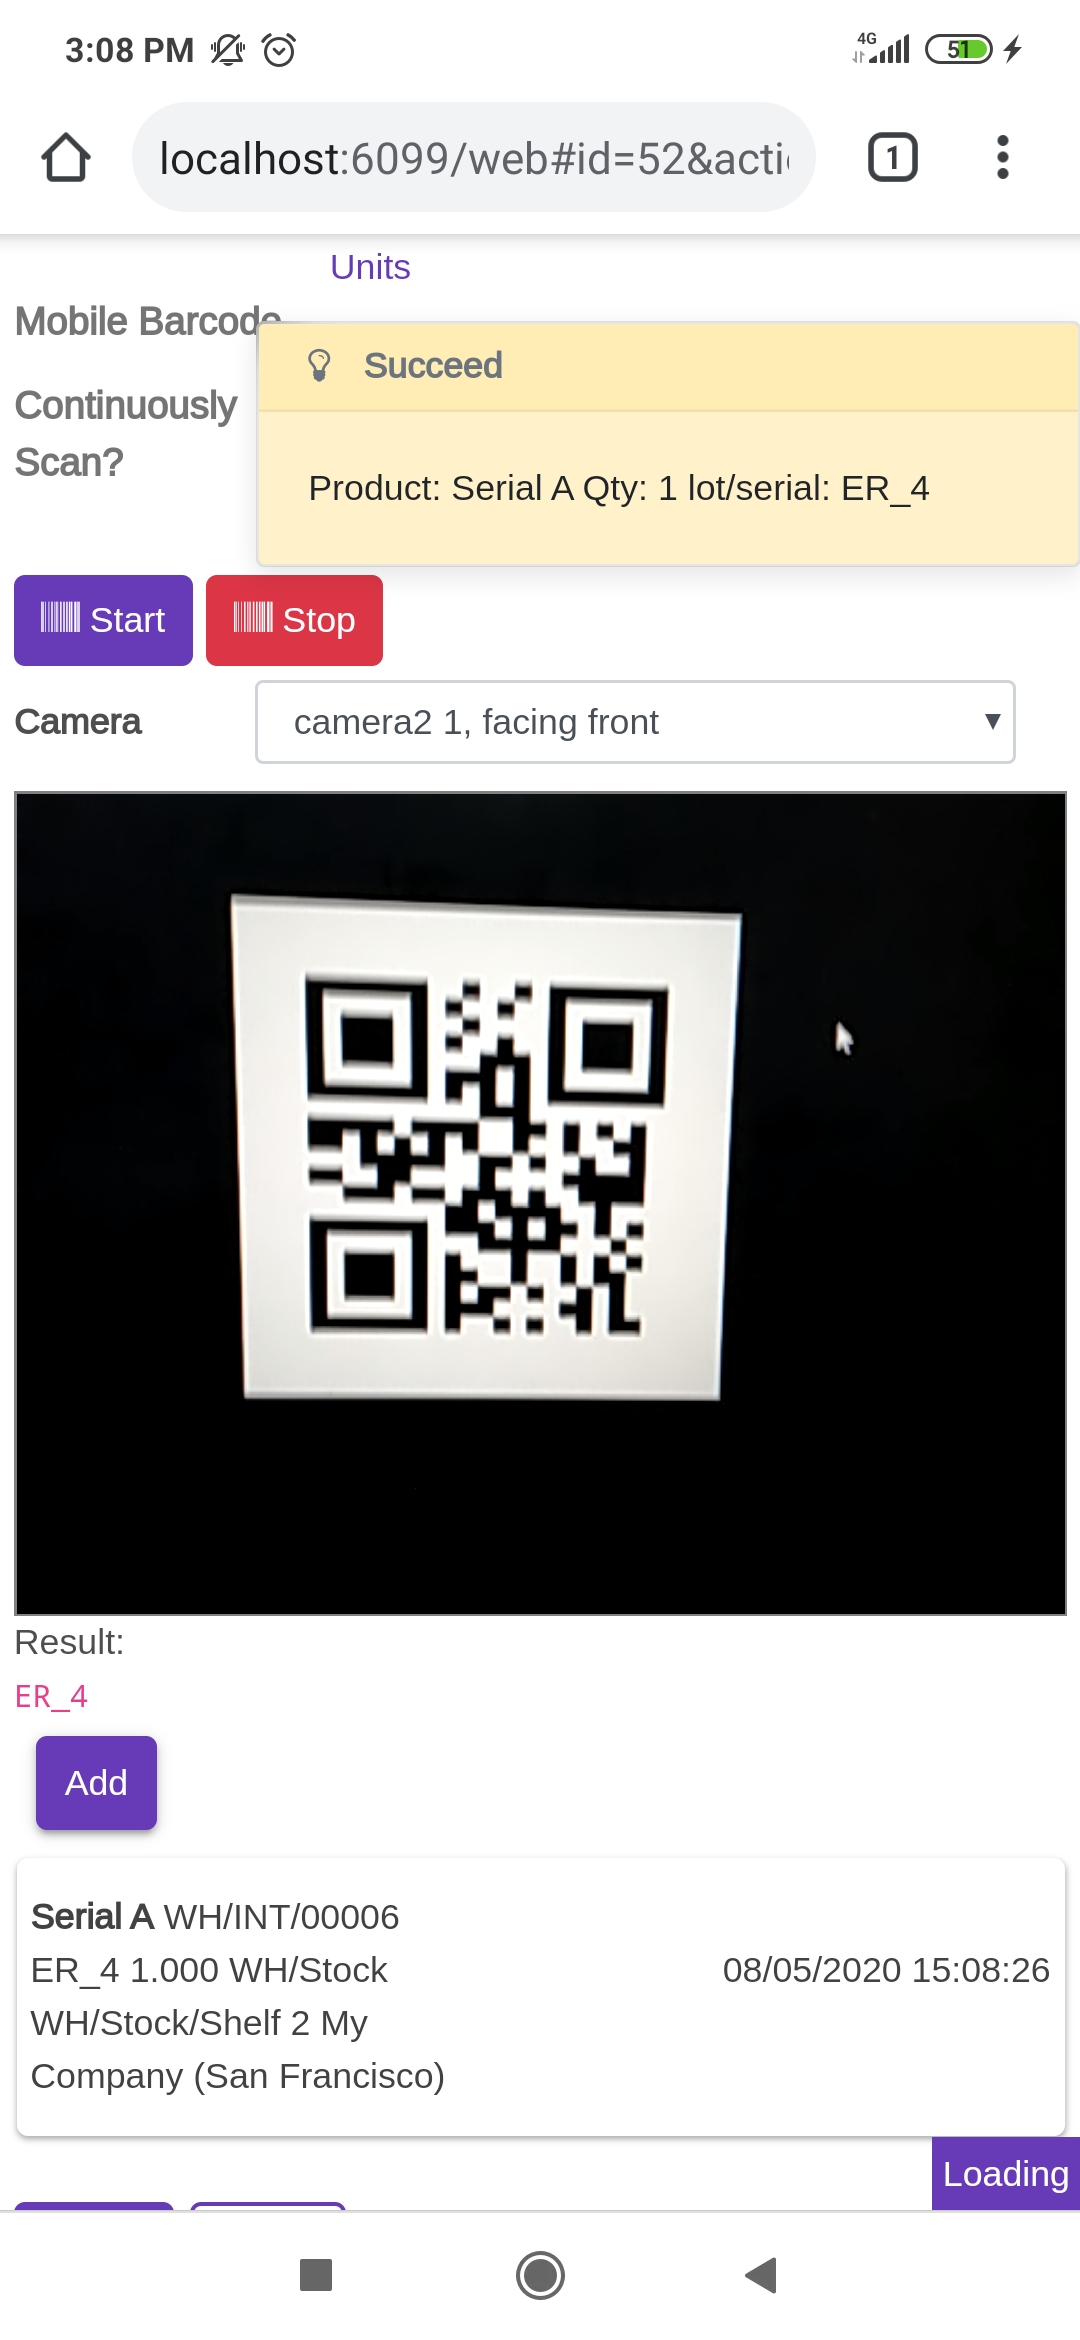 3:08 PM
4G
51
localhost:6099/web#id=52&acti
1
Units
Mobile Barcode
Succeed
Continuously
Scan?
Product: Serial A Qty: 1 lot/serial: ER_4
Start
Stop
Camera
camera2 1, facing front
Result:
ER_4
Add
Serial A WH/INT/00006
ER_4 1.000 WH/Stock
08/05/2020 15:08:26
WH/Stock/Shelf 2 My
Company (San Francisco)
Loading